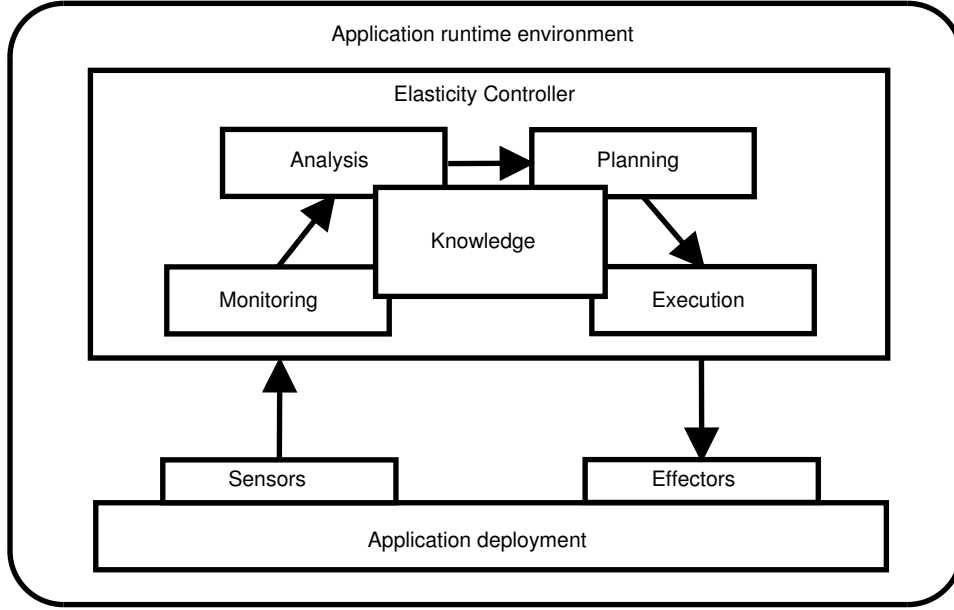 Application runtime environment
Elasticity Controller
Analysis
Planning
Knowledge
Monitoring
Execution
Sensors
Effectors
Application deployment